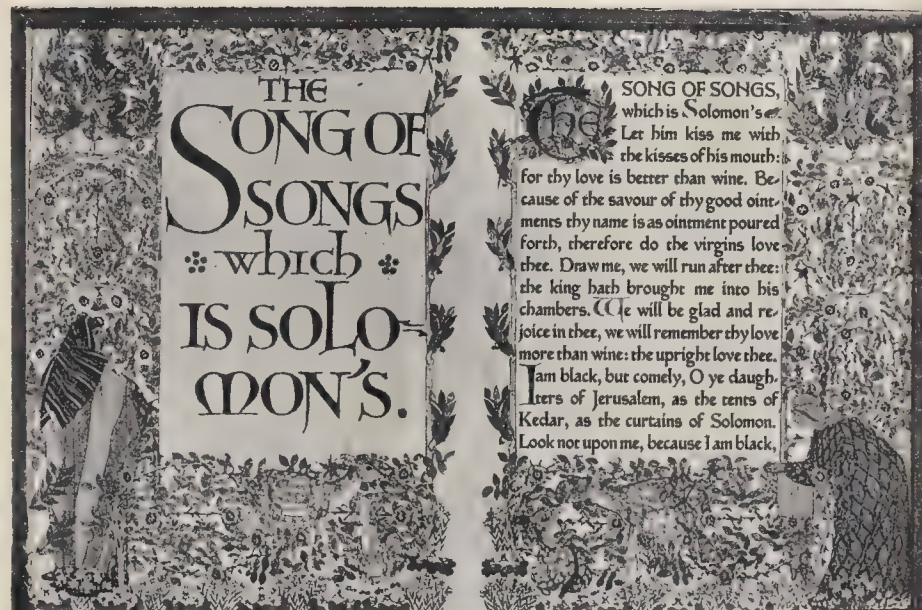 THE
SONG OF
SONGS
which
IS SOLO-
MON'S.
The SONG OF SONGS,
which is Solomon's
Let him kiss me with
the kisses of his mouth:
for thy love is better than wine. Be-
cause of the savour of thy good oint-
ments thy name is as ointment poured
forth, therefore do the virgins love
thee. Draw me, we will run after thee:
the king hath brought me into his
chambers. We will be glad and re-
joice in thee, we will remember thy love
more than wine: the upright love thee.
I am black, but comely, O ye daugh-
ters of Jerusalem, as the tents of
Kedar, as the curtains of Solomon.
Look not upon me, because I am black,